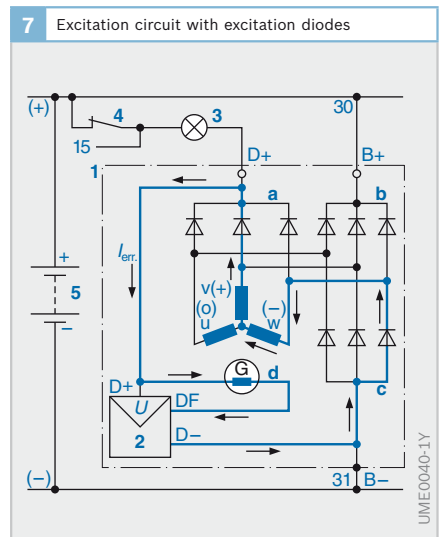 7 Excitation circuit with excitation diodes
(+) 4 3 30
15
D+ B+
1 a b
I err.
+
v(+)
5 (o) (–)
u w
–
G d
D+ c
U DF
2 D–
(–) 31 B–
UME0040-1Y